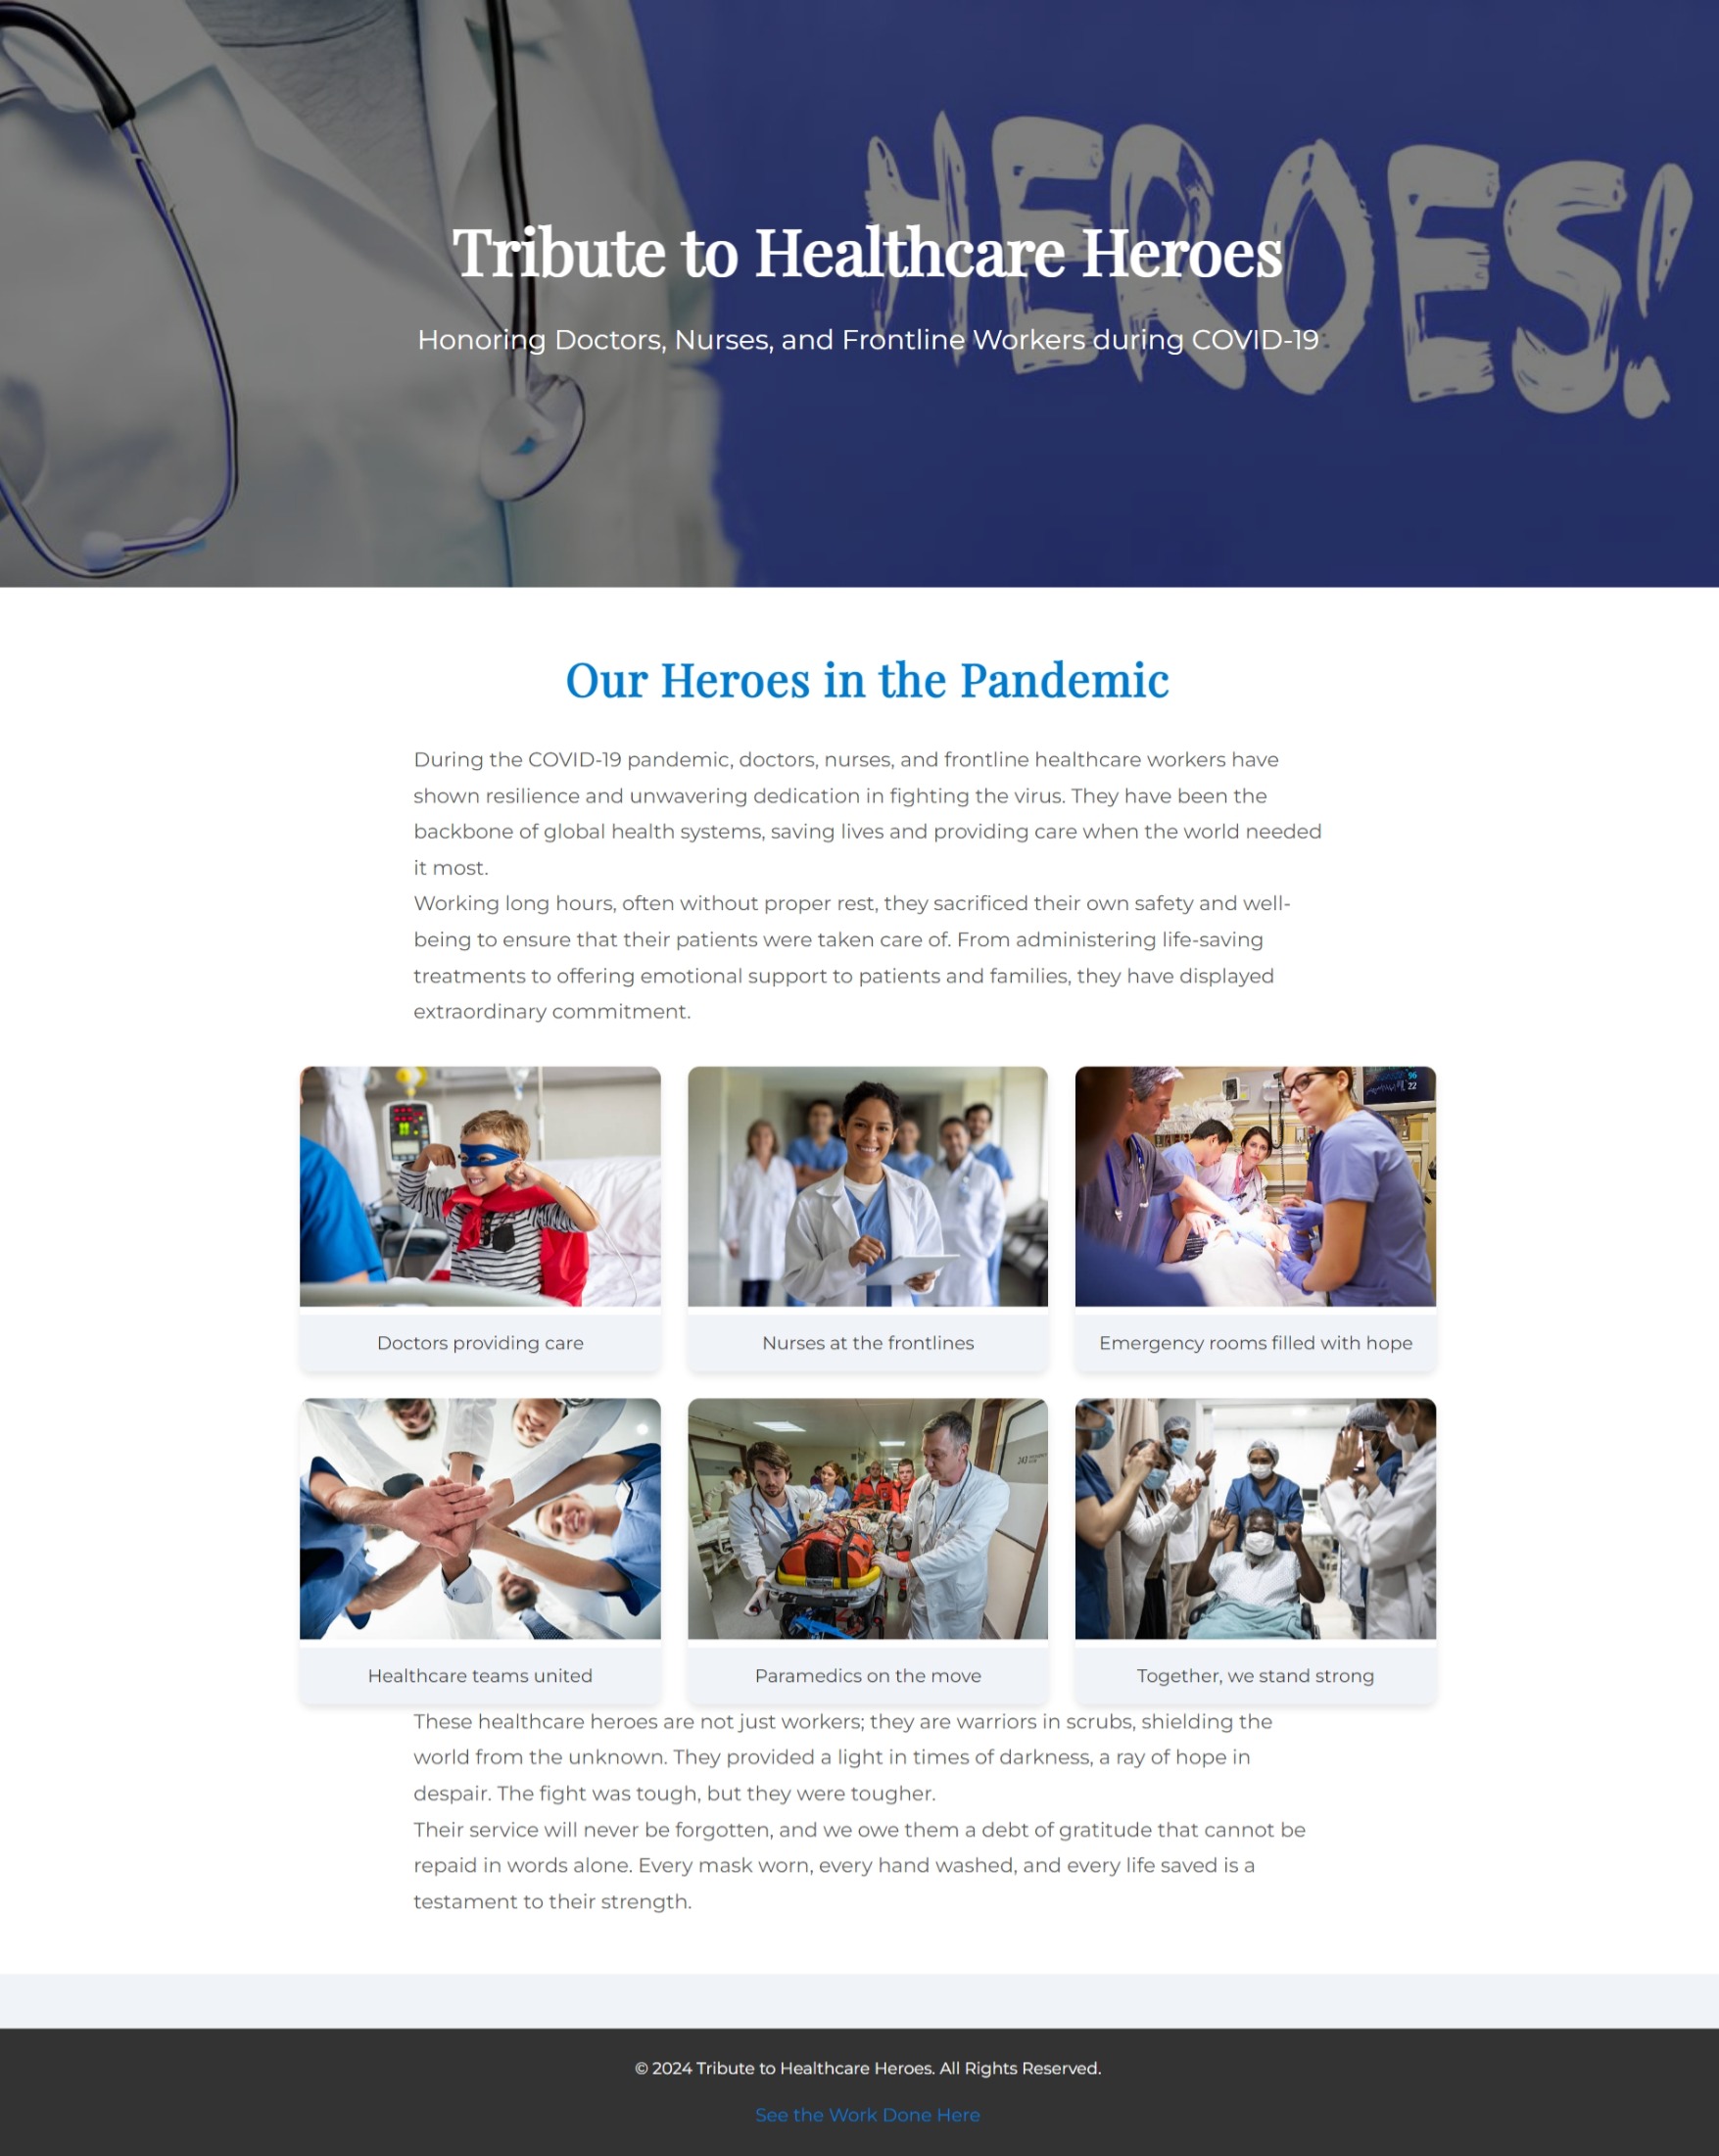 HEROES!
Tribute to Healthcare Heroes
Honoring Doctors, Nurses, and Frontline Workers during COVID-19
Our Heroes in the Pandemic
During the COVID-19 pandemic, doctors, nurses, and frontline healthcare workers have
shown resilience and unwavering dedication in fighting the virus. They have been the
backbone of global health systems, saving lives and providing care when the world needed
it most.
Working long hours, often without proper rest, they sacrificed their own safety and well-
being to ensure that their patients were taken care of. From administering life-saving
treatments to offering emotional support to patients and families, they have displayed
extraordinary commitment.
96
22
Doctors providing care
Nurses at the frontlines
Emergency rooms filled with hope
243
Healthcare teams united
Paramedics on the move
Together, we stand strong
These healthcare heroes are not just workers; they are warriors in scrubs, shielding the
world from the unknown. They provided a light in times of darkness, a ray of hope in
despair. The fight was tough, but they were tougher.
Their service will never be forgotten, and we owe them a debt of gratitude that cannot be
repaid in words alone. Every mask worn, every hand washed, and every life saved is a
testament to their strength.
© 2024 Tribute to Healthcare Heroes. All Rights Reserved.
See the Work Done Here